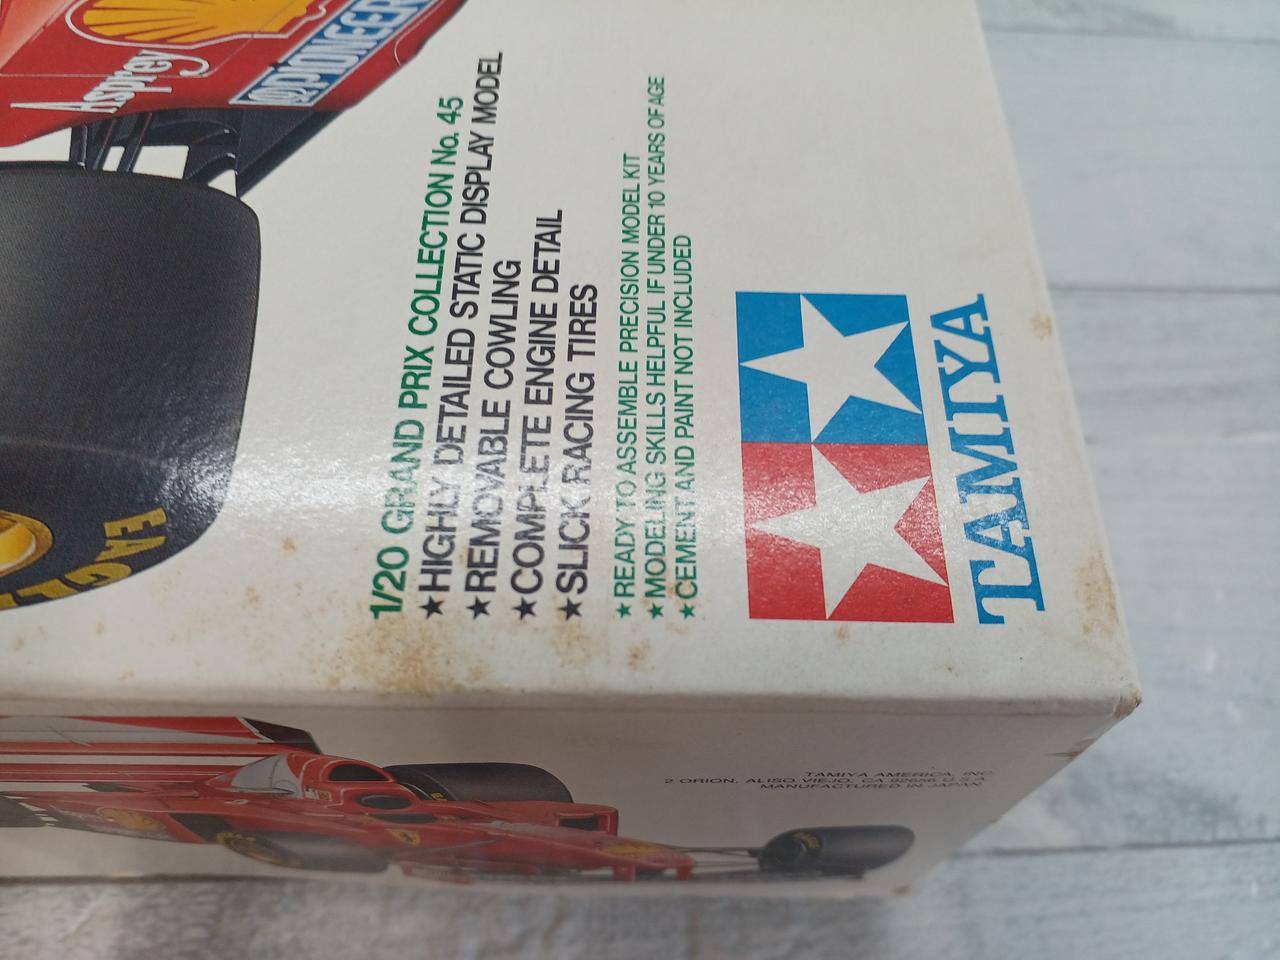 Asprey
PIONEER
EAGLE
1/20 GRAND PRIX COLLECTION No. 45
★HIGHLY DETAILED STATIC DISPLAY MODEL
★REMOVABLE COWLING
★COMPLETE ENGINE DETAIL
★SLICK RACING TIRES
★READY TO ASSEMBLE PRECISION MODEL KIT
★MODELING SKILLS HELPFUL IF UNDER 10 YEARS OF AGE
★CEMENT AND PAINT NOT INCLUDED
TAMIYA
TAMIYA AMERICA, INC.
2 ORION, ALISO VIEJO, CA 92656 U.S.A
MANUFACTURED IN JAPAN